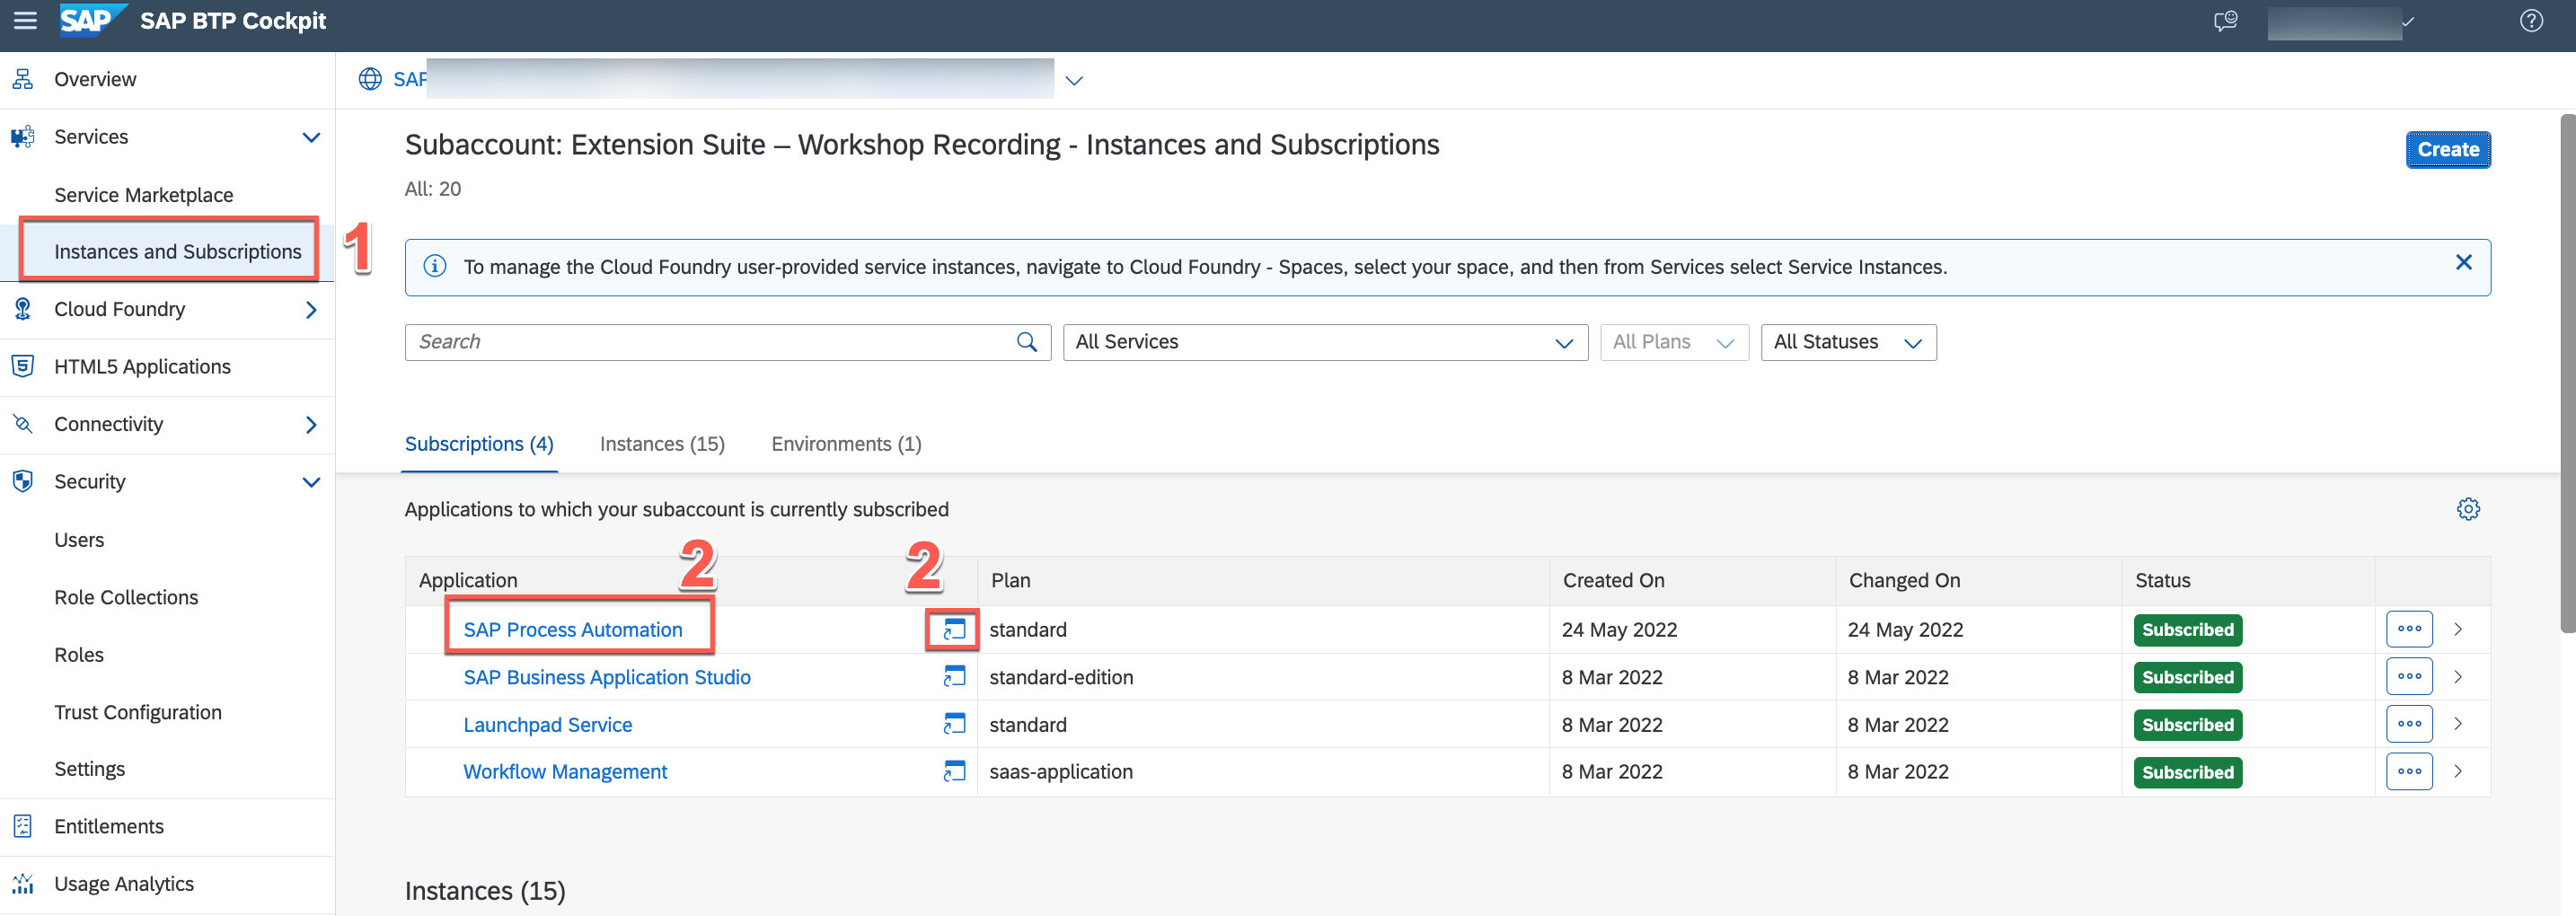 SAP SAP BTP Cockpit
Overview
Services
Service Marketplace
Instances and Subscriptions
1
Cloud Foundry
HTML5 Applications
Connectivity
Security
Users
Role Collections
Roles
Trust Configuration
Settings
Entitlements
Usage Analytics
SAP
Subaccount: Extension Suite – Workshop Recording - Instances and Subscriptions
Create
All: 20
To manage the Cloud Foundry user-provided service instances, navigate to Cloud Foundry - Spaces, select your space, and then from Services select Service Instances.
Search All Services All Plans All Statuses
Subscriptions (4) Instances (15) Environments (1)
Applications to which your subaccount is currently subscribed
2 2
Application Plan Created On Changed On Status
SAP Process Automation standard 24 May 2022 24 May 2022 Subscribed
SAP Business Application Studio standard-edition 8 Mar 2022 8 Mar 2022 Subscribed
Launchpad Service standard 8 Mar 2022 8 Mar 2022 Subscribed
Workflow Management saas-application 8 Mar 2022 8 Mar 2022 Subscribed
Instances (15)